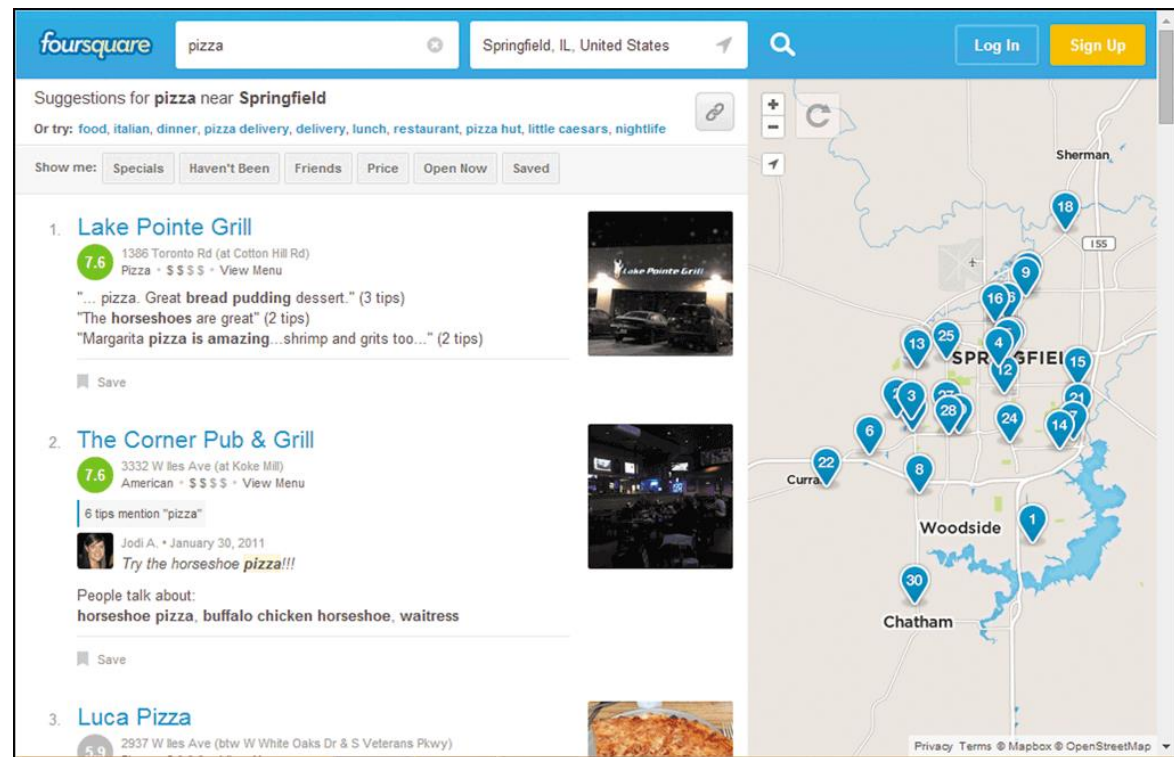 foursquare
pizza
Springfield, IL, United States
Log In
Sign Up
Suggestions for pizza near Springfield
Or try: food, italian, dinner, pizza delivery, delivery, lunch, restaurant, pizza hut, little caesars, nightlife
Show me: Specials Haven't Been Friends Price Open Now Saved
1. Lake Pointe Grill
7.6
1386 Toronto Rd (at Cotton Hill Rd)
Pizza • $ $ $ $ • View Menu
"... pizza. Great bread pudding dessert." (3 tips)
"The horseshoes are great" (2 tips)
"Margarita pizza is amazing...shrimp and grits too..." (2 tips)
Lake Pointe Grill
Save
2. The Corner Pub & Grill
7.6
3332 W Iles Ave (at Koke Mill)
American • $ $ $ $ • View Menu
6 tips mention "pizza"
Jodi A. • January 30, 2011
Try the horseshoe pizza!!!
People talk about:
horseshoe pizza, buffalo chicken horseshoe, waitress
Save
3. Luca Pizza
5.9
2937 W Iles Ave (btw W White Oaks Dr & S Veterans Pkwy)
+
−
Sherman
18
155
9
16
13
25
4
SPRINGFIEL
12
15
3
28
21
24
14
6
22
8
Curra
Woodside
1
30
Chatham
Privacy Terms © Mapbox © OpenStreetMap